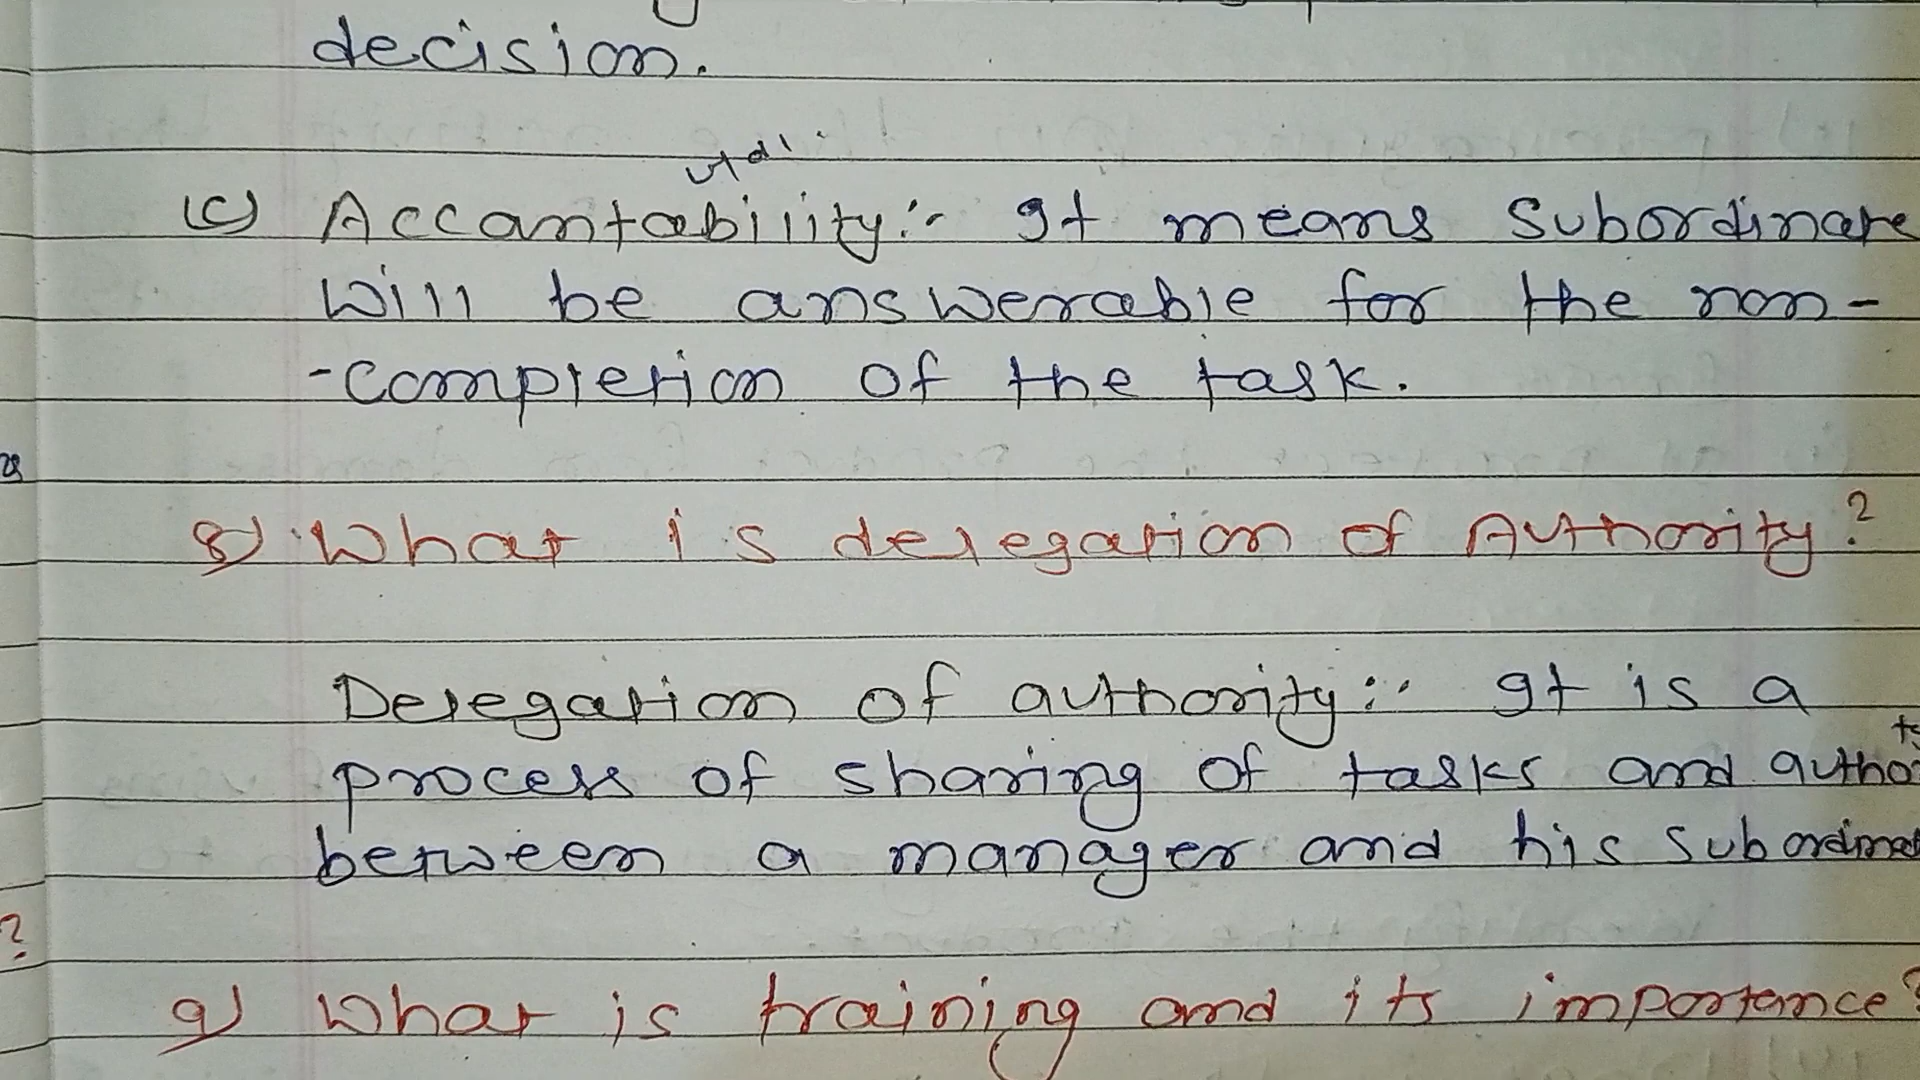 decision.
(c) Accantability:- It means subordinate
will be answerable for the non-
-completion of the task.
8) What is delegation of Authority?
Delegation of authority:- It is a
process of sharing of tasks and autho
between a manager and his subordinat
9) What is training and its importance?